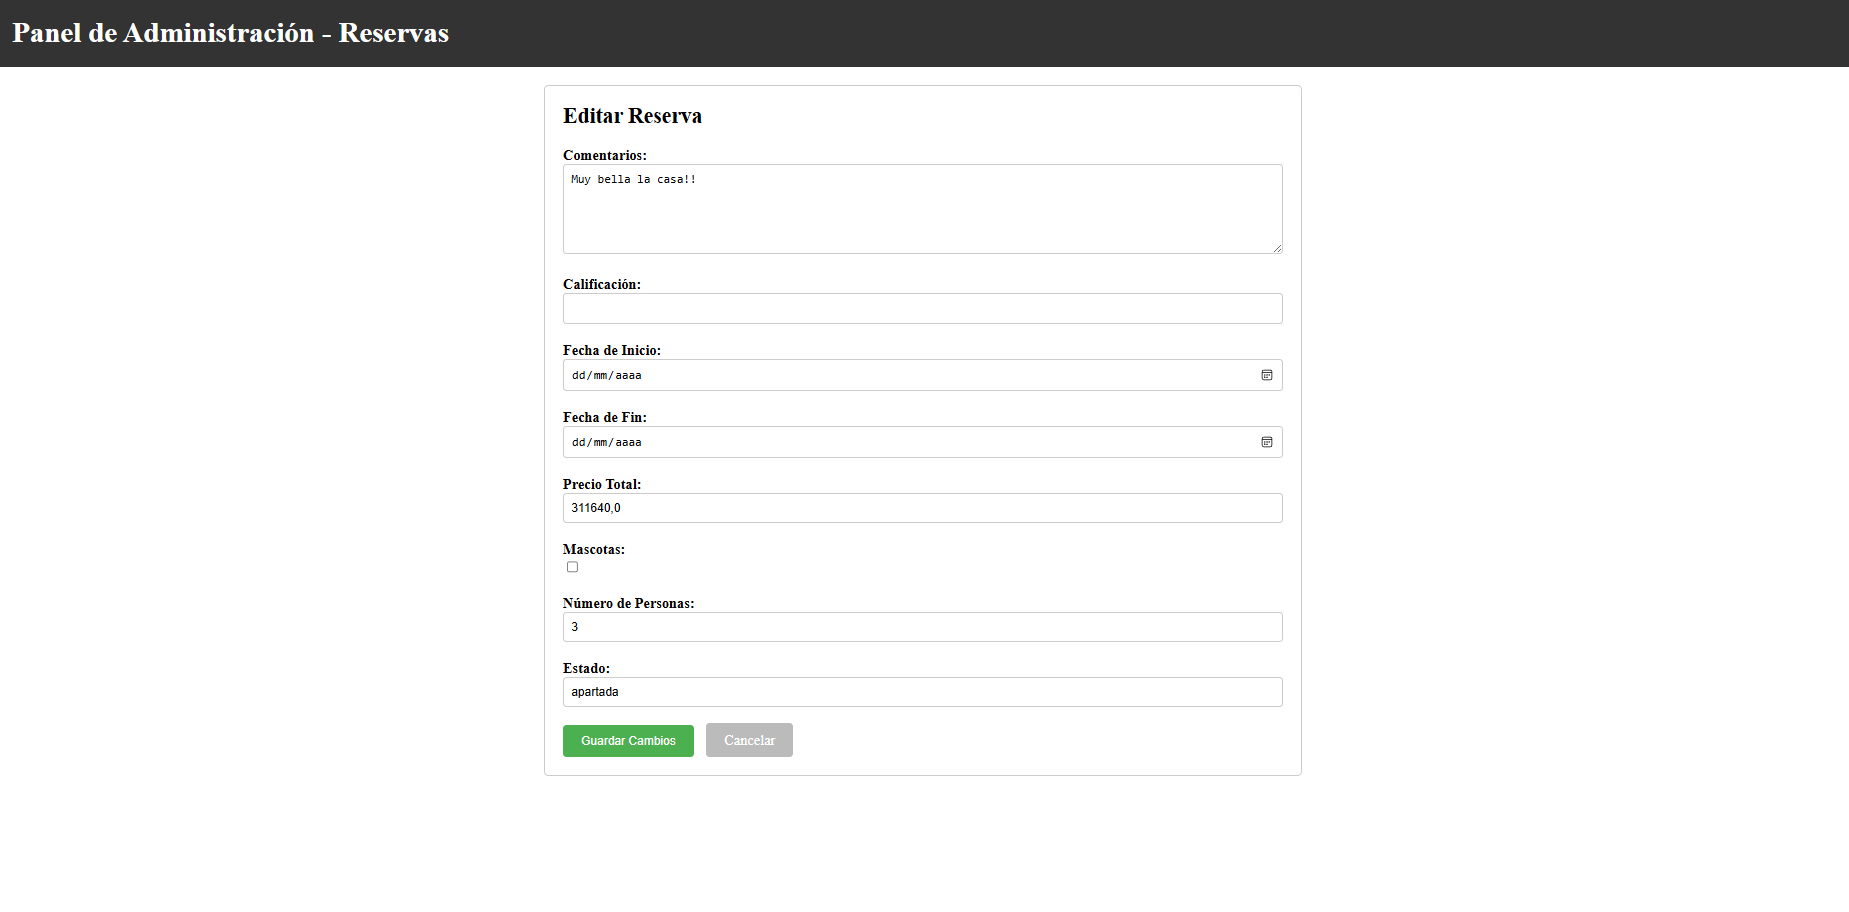 Panel de Administración - Reservas
Editar Reserva
Comentarios:
Muy bella la casa!!
Calificación:
Fecha de Inicio:
dd/mm/aaaa
Fecha de Fin:
dd/mm/aaaa
Precio Total:
311640,0
Mascotas:
Número de Personas:
3
Estado:
apartada
Guardar Cambios Cancelar